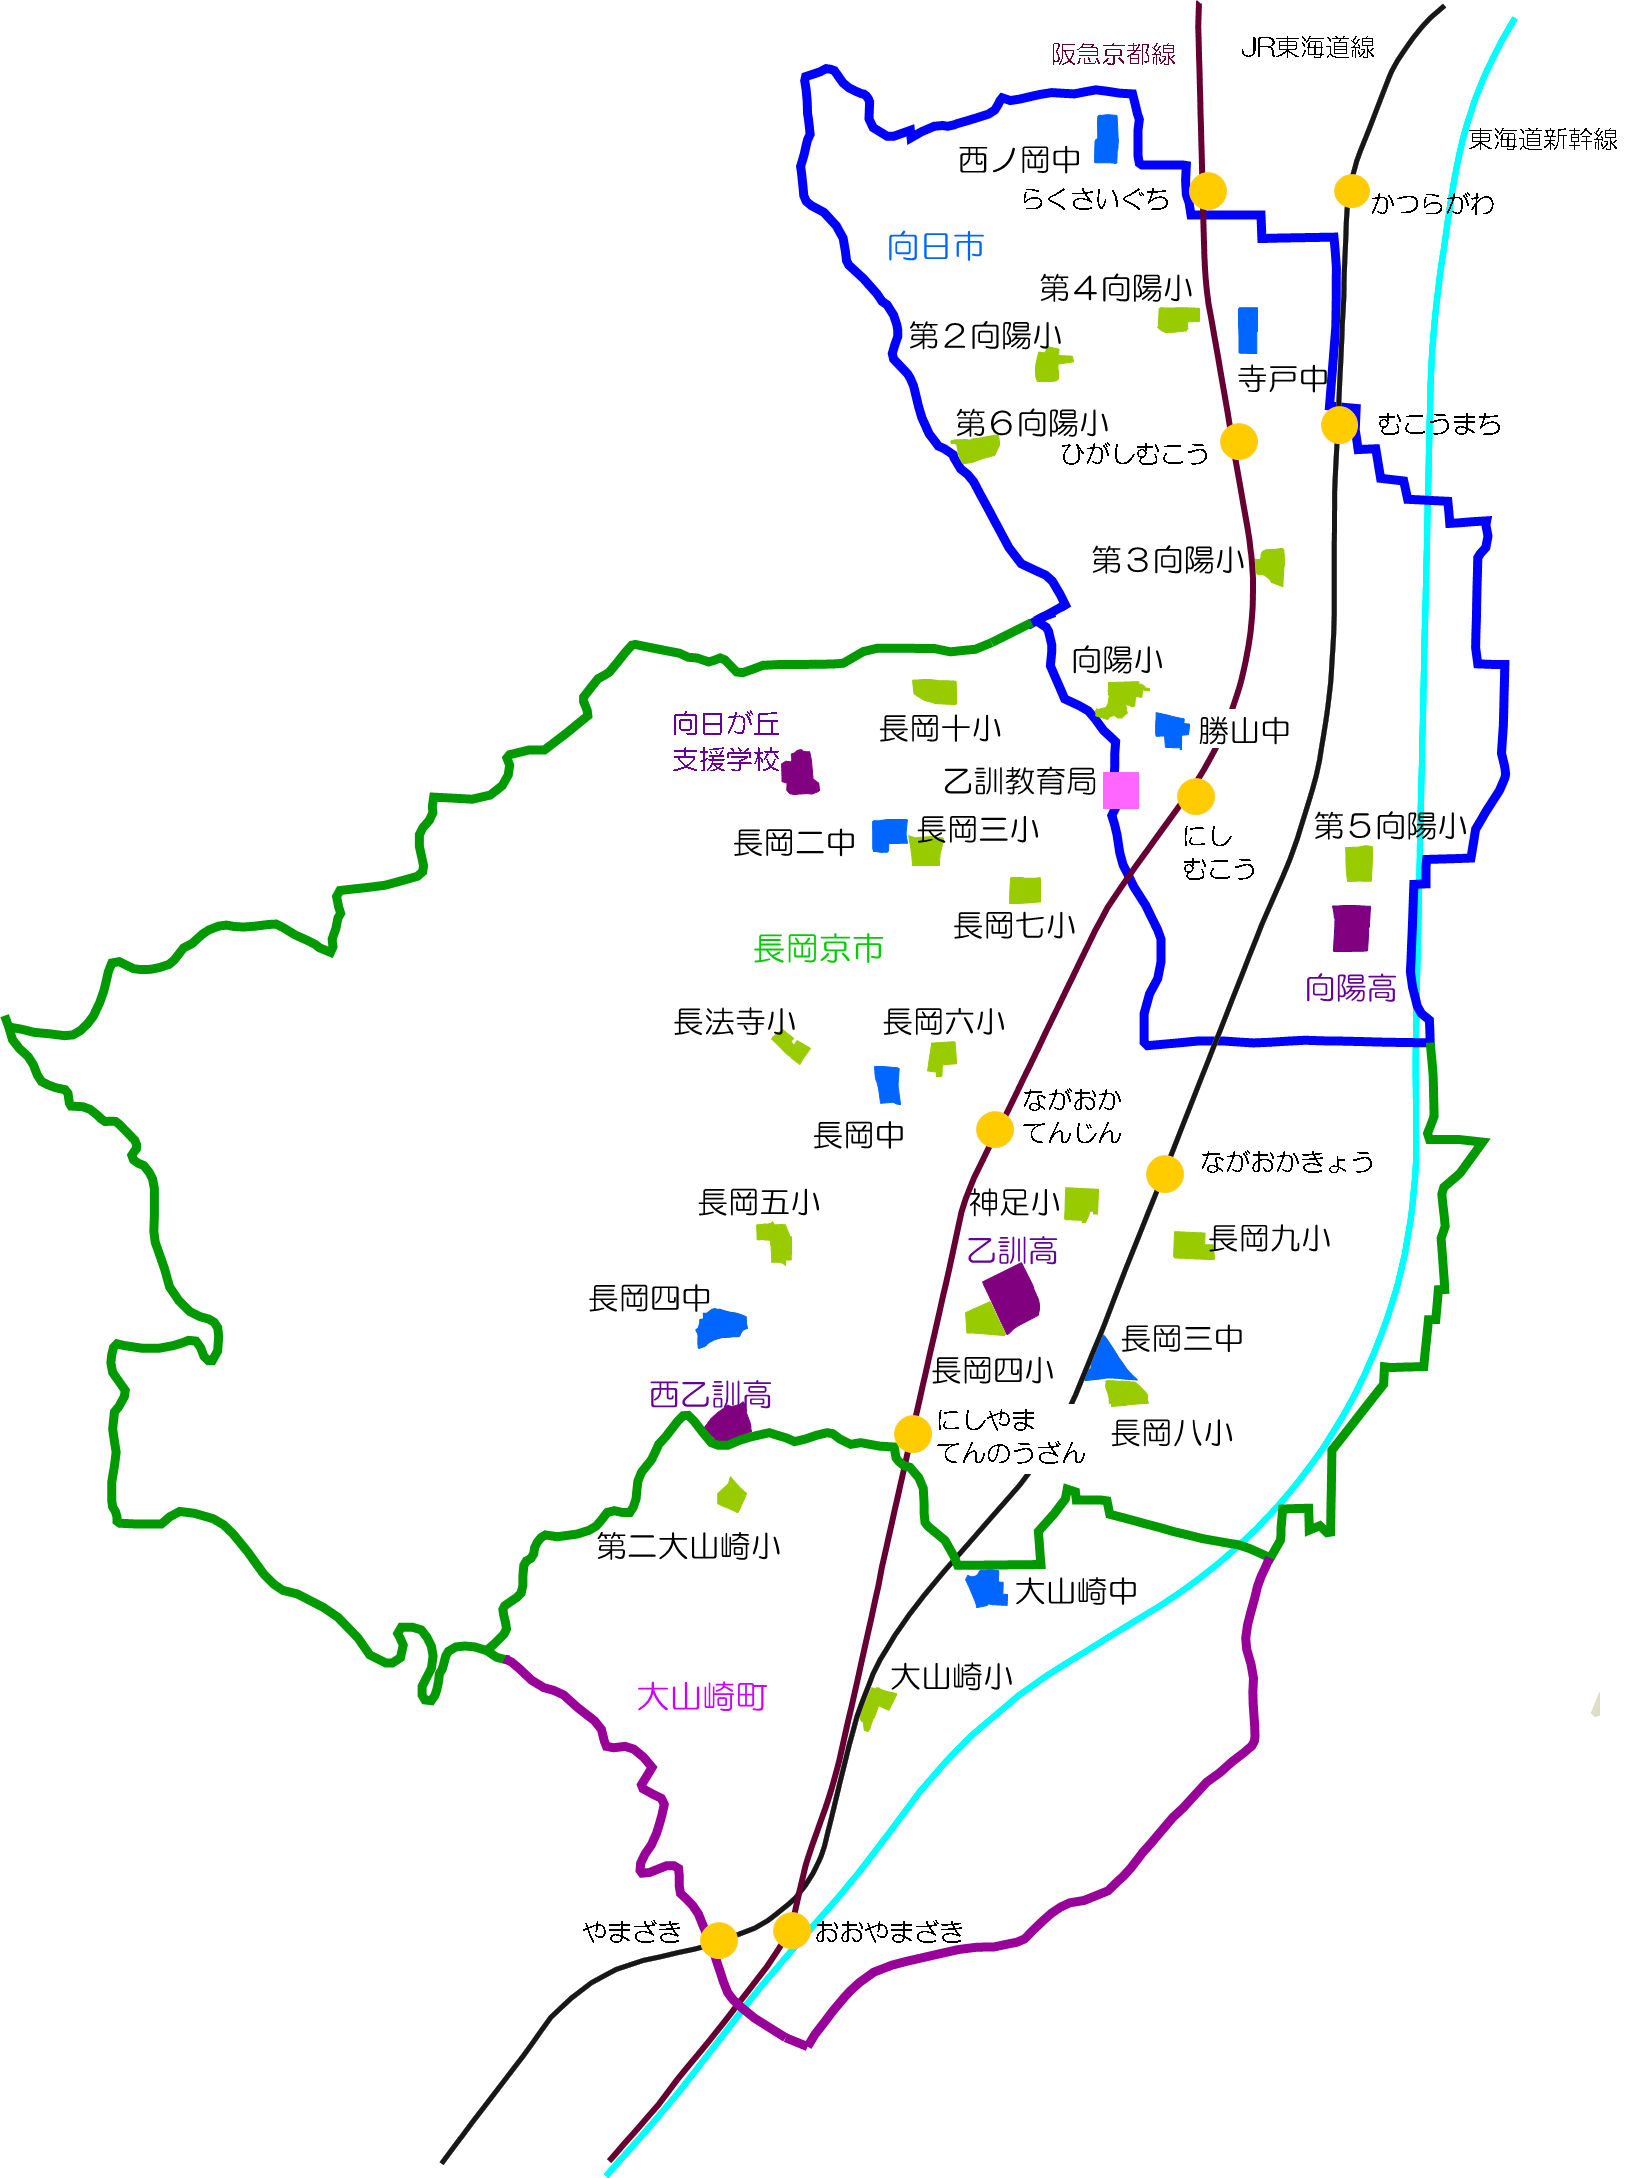 阪急京都線
JR東海道線
東海道新幹線
西ノ岡中
らくさいぐち
かつらがわ
向日市
第4向陽小
第2向陽小
寺戸中
第6向陽小
ひがしむこう
むこうまち
第3向陽小
向陽小
向日が丘
支援学校
長岡十小
勝山中
乙訓教育局
長岡二中
長岡三小
にし
むこう
第5向陽小
長岡七小
長岡京市
向陽高
長法寺小
長岡六小
長岡中
ながおか
てんじん
ながおかきょう
長岡五小
神足小
乙訓高
長岡九小
長岡四中
長岡三中
長岡四小
西乙訓高
にしやま
てんのうざん
長岡八小
第二大山崎小
大山崎中
大山崎小
大山崎町
やまざき
おおやまざき